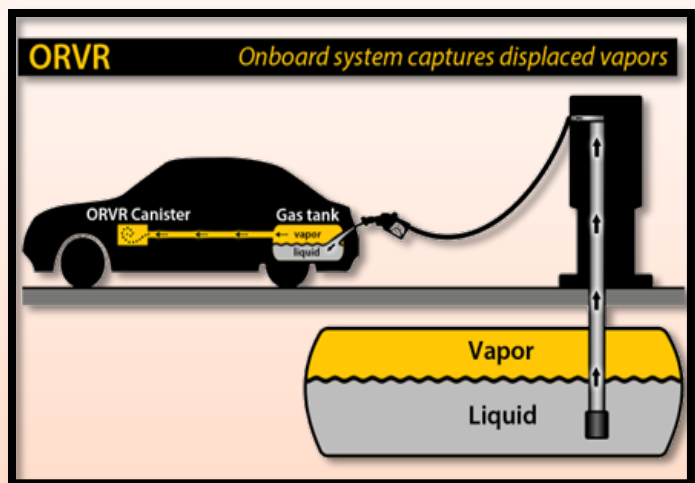 ORVR
Onboard system captures displaced vapors
ORVR Canister
Gas tank
vapor
liquid
Vapor
Liquid